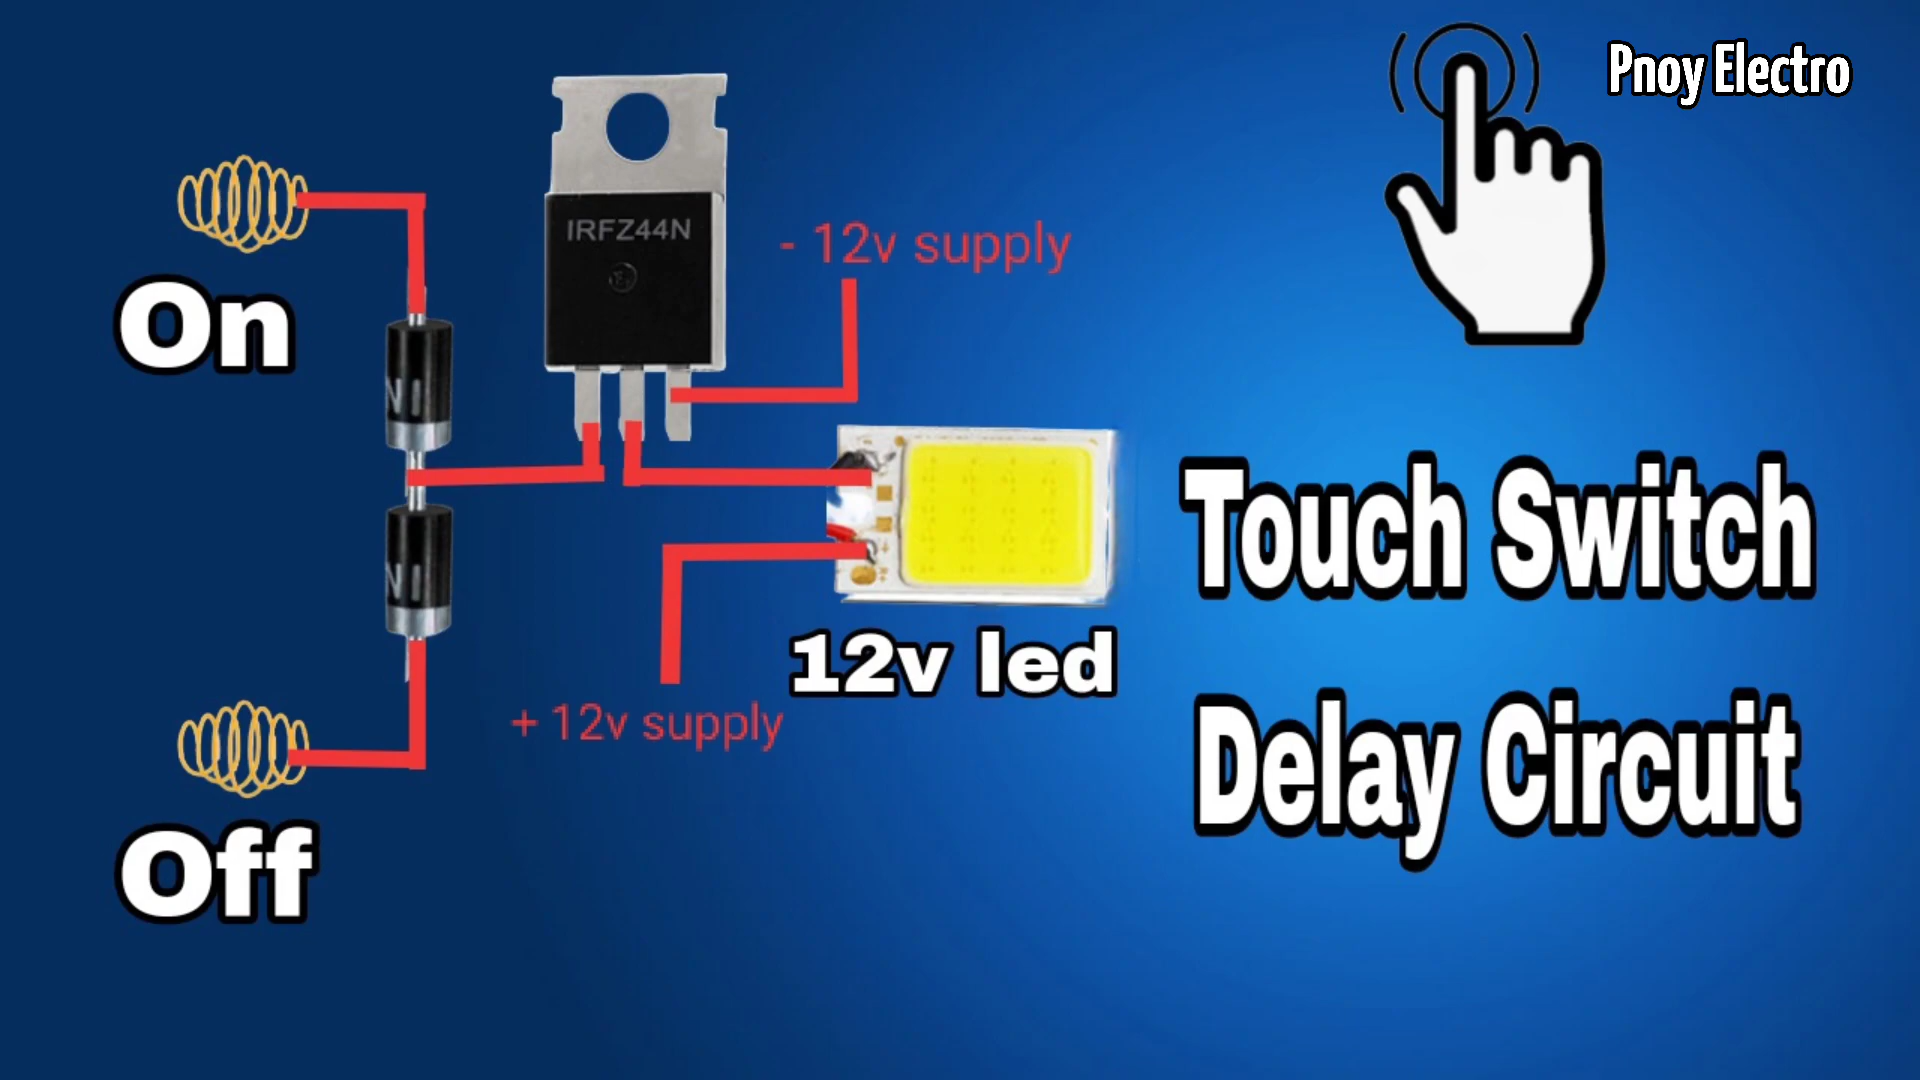 Pnoy Electro
IRFZ44N
- 12v supply
On
Touch Switch
12v led
+ 12v supply
Delay Circuit
Off